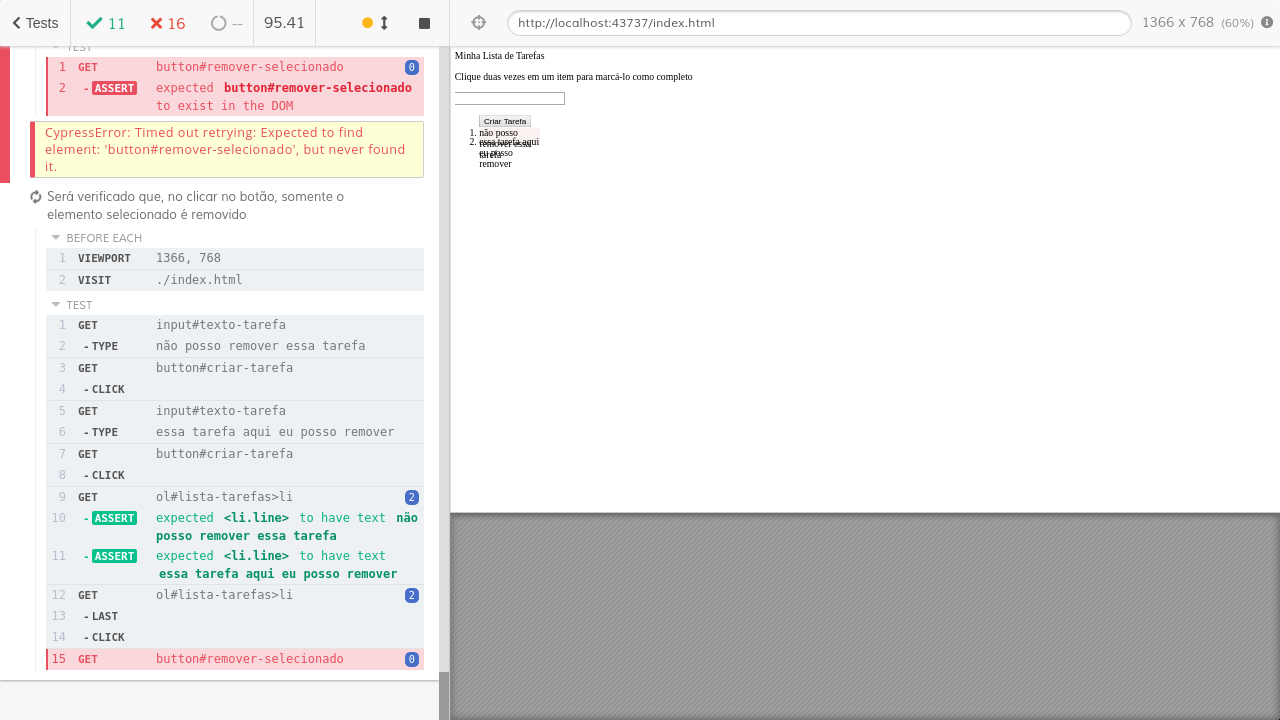 Tests
11
16
--
95.41
http://localhost:43737/index.html
1366 x 768 (60%)
TEST
1 GET button#remover-selecionado 0
2 - ASSERT expected button#remover-selecionado
to exist in the DOM
CypressError: Timed out retrying: Expected to find
element: 'button#remover-selecionado', but never found
it.
Será verificado que, no clicar no botão, somente o
elemento selecionado é removido
BEFORE EACH
1 VIEWPORT 1366, 768
2 VISIT ./index.html
TEST
1 GET input#texto-tarefa
2 - TYPE não posso remover essa tarefa
3 GET button#criar-tarefa
4 - CLICK
5 GET input#texto-tarefa
6 - TYPE essa tarefa aqui eu posso remover
7 GET button#criar-tarefa
8 - CLICK
9 GET ol#lista-tarefas>li 2
10 - ASSERT expected <li.line> to have text não
posso remover essa tarefa
11 - ASSERT expected <li.line> to have text
essa tarefa aqui eu posso remover
12 GET ol#lista-tarefas>li 2
13 - LAST
14 - CLICK
15 GET button#remover-selecionado 0
Minha Lista de Tarefas
Clique duas vezes em um item para marcá-lo como completo
Criar Tarefa
1. não posso
remover essa
tarefa
2. essa tarefa aqui
eu posso
remover